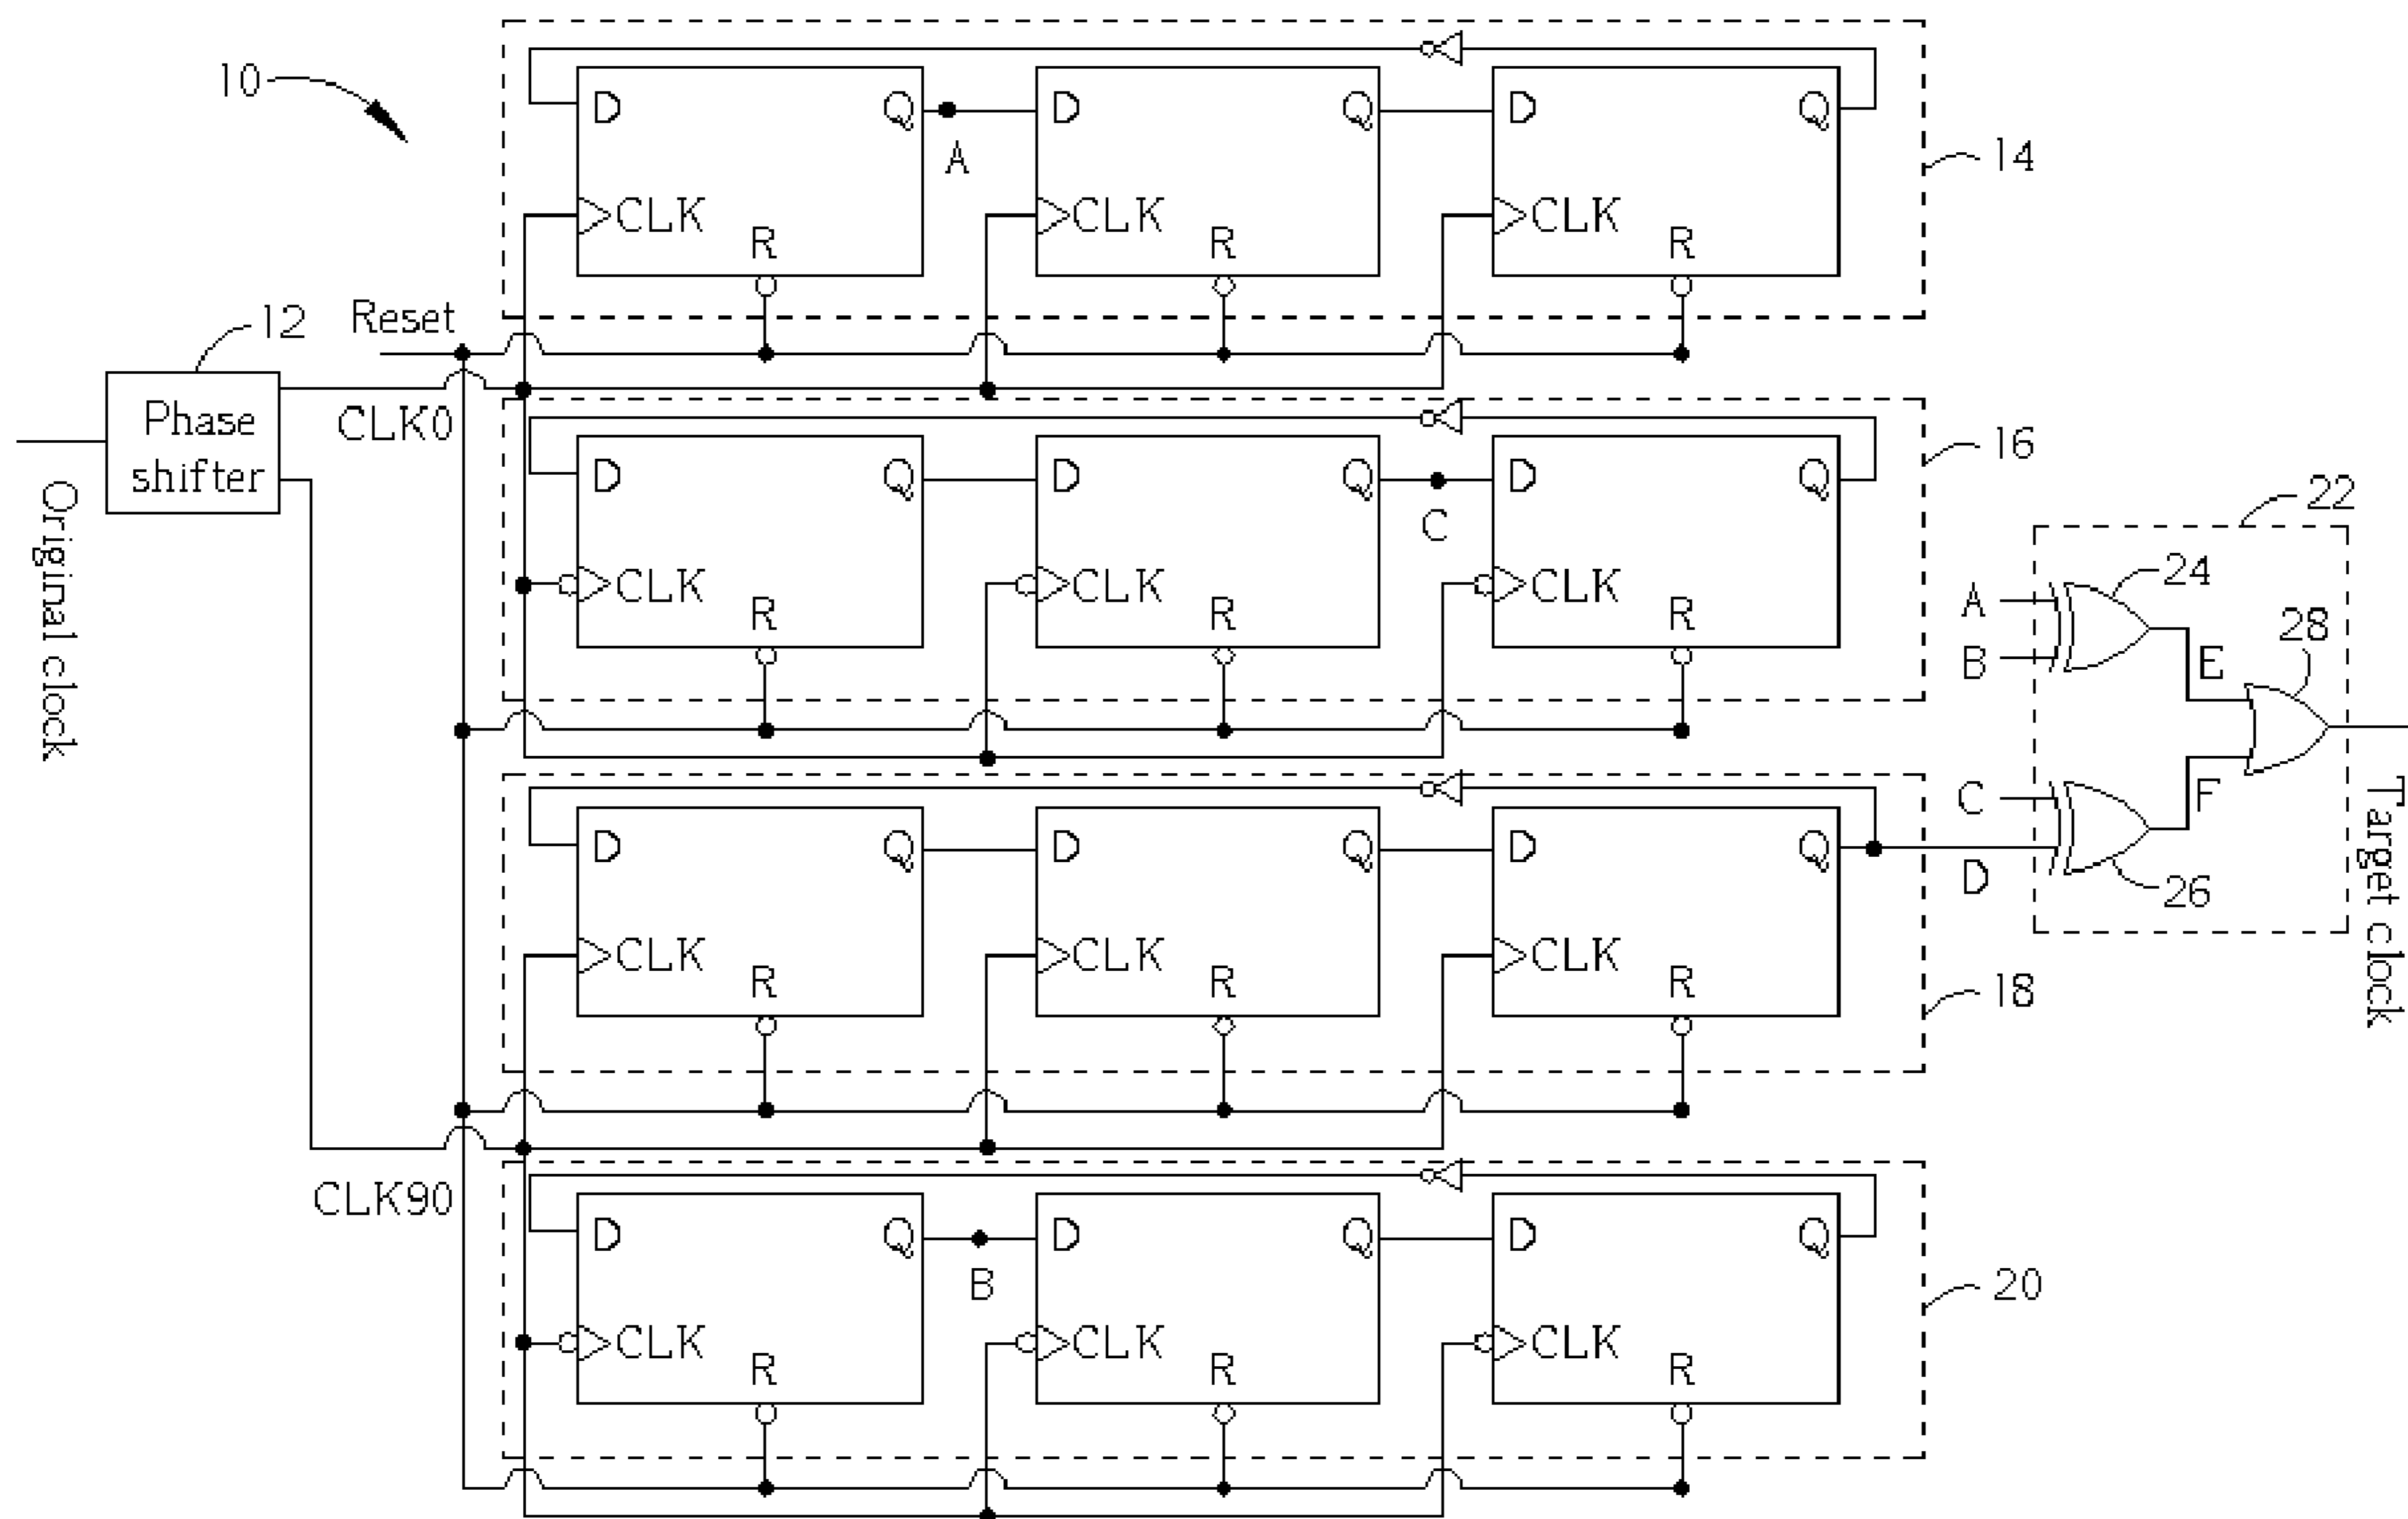 10
D Q D Q D Q
A
14
CLK CLK CLK
R R R
12
Reset
Phase shifter
CLK0
Original clock
D Q D Q D Q
C
16
CLK CLK CLK
R R R
22
24
A
B
E
28
C
F
D
26
Target clock
D Q D Q D Q
CLK CLK CLK
R R R
18
CLK90
D Q D Q D Q
B
20
CLK CLK CLK
R R R